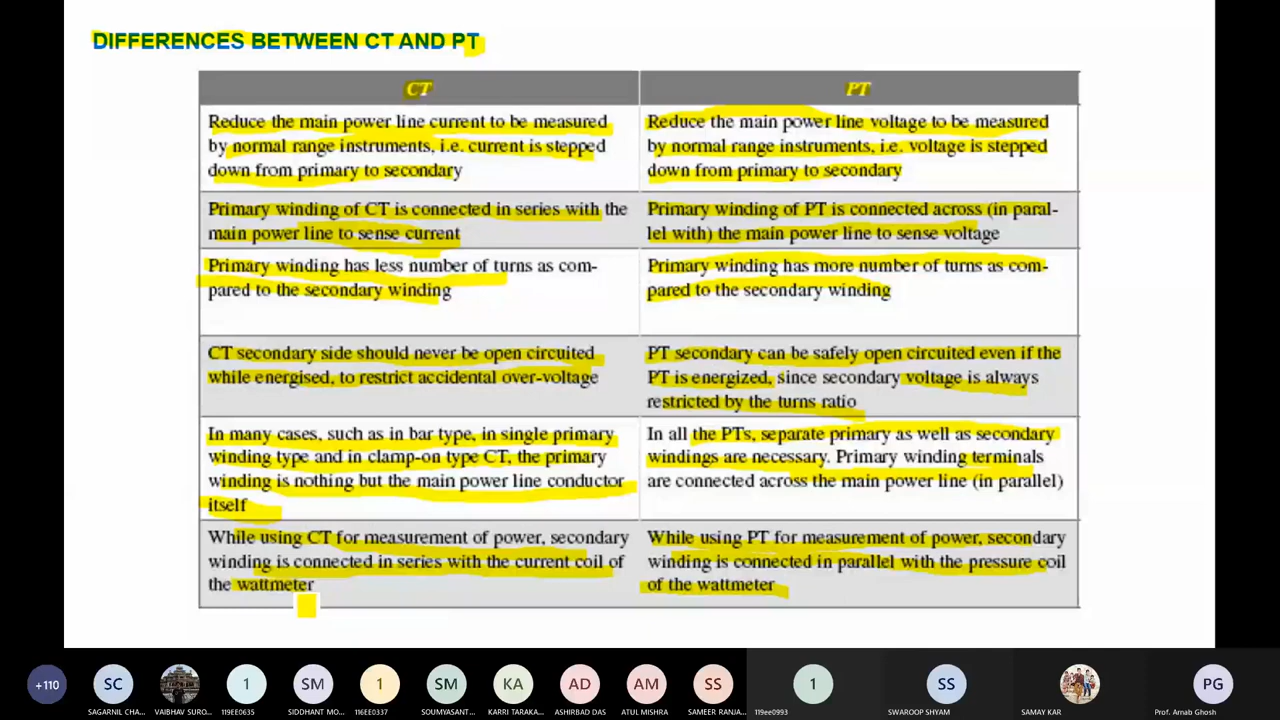 DIFFERENCES BETWEEN CT AND PT
CT
PT
Reduce the main power line current to be measured
by normal range instruments, i.e. current is stepped
down from primary to secondary
Reduce the main power line voltage to be measured
by normal range instruments, i.e. voltage is stepped
down from primary to secondary
Primary winding of CT is connected in series with the
main power line to sense current
Primary winding of PT is connected across (in paral-
lel with) the main power line to sense voltage
Primary winding has less number of turns as com-
pared to the secondary winding
Primary winding has more number of turns as com-
pared to the secondary winding
CT secondary side should never be open circuited
while energised, to restrict accidental over-voltage
PT secondary can be safely open circuited even if the
PT is energized, since secondary voltage is always
restricted by the turns ratio
In many cases, such as in bar type, in single primary
winding type and in clamp-on type CT, the primary
winding is nothing but the main power line conductor
itself
In all the PTs, separate primary as well as secondary
windings are necessary. Primary winding terminals
are connected across the main power line (in parallel)
While using CT for measurement of power, secondary
winding is connected in series with the current coil of
the wattmeter
While using PT for measurement of power, secondary
winding is connected in parallel with the pressure coil
of the wattmeter
+110
SC
1
SM
1
SM
KA
AD
AM
SS
1
SS
PG
SAGARNIL CHA...
VAIBHAV SURO...
119EE0635
SIDDHANT MO...
116EE0337
SOUMYASANT...
KARRI TARAKA...
ASHIRBAD DAS
ATUL MISHRA
SAMEER RANJA...
119ee0993
SWAROOP SHYAM
SAMAY KAR
Prof. Arnab Ghosh